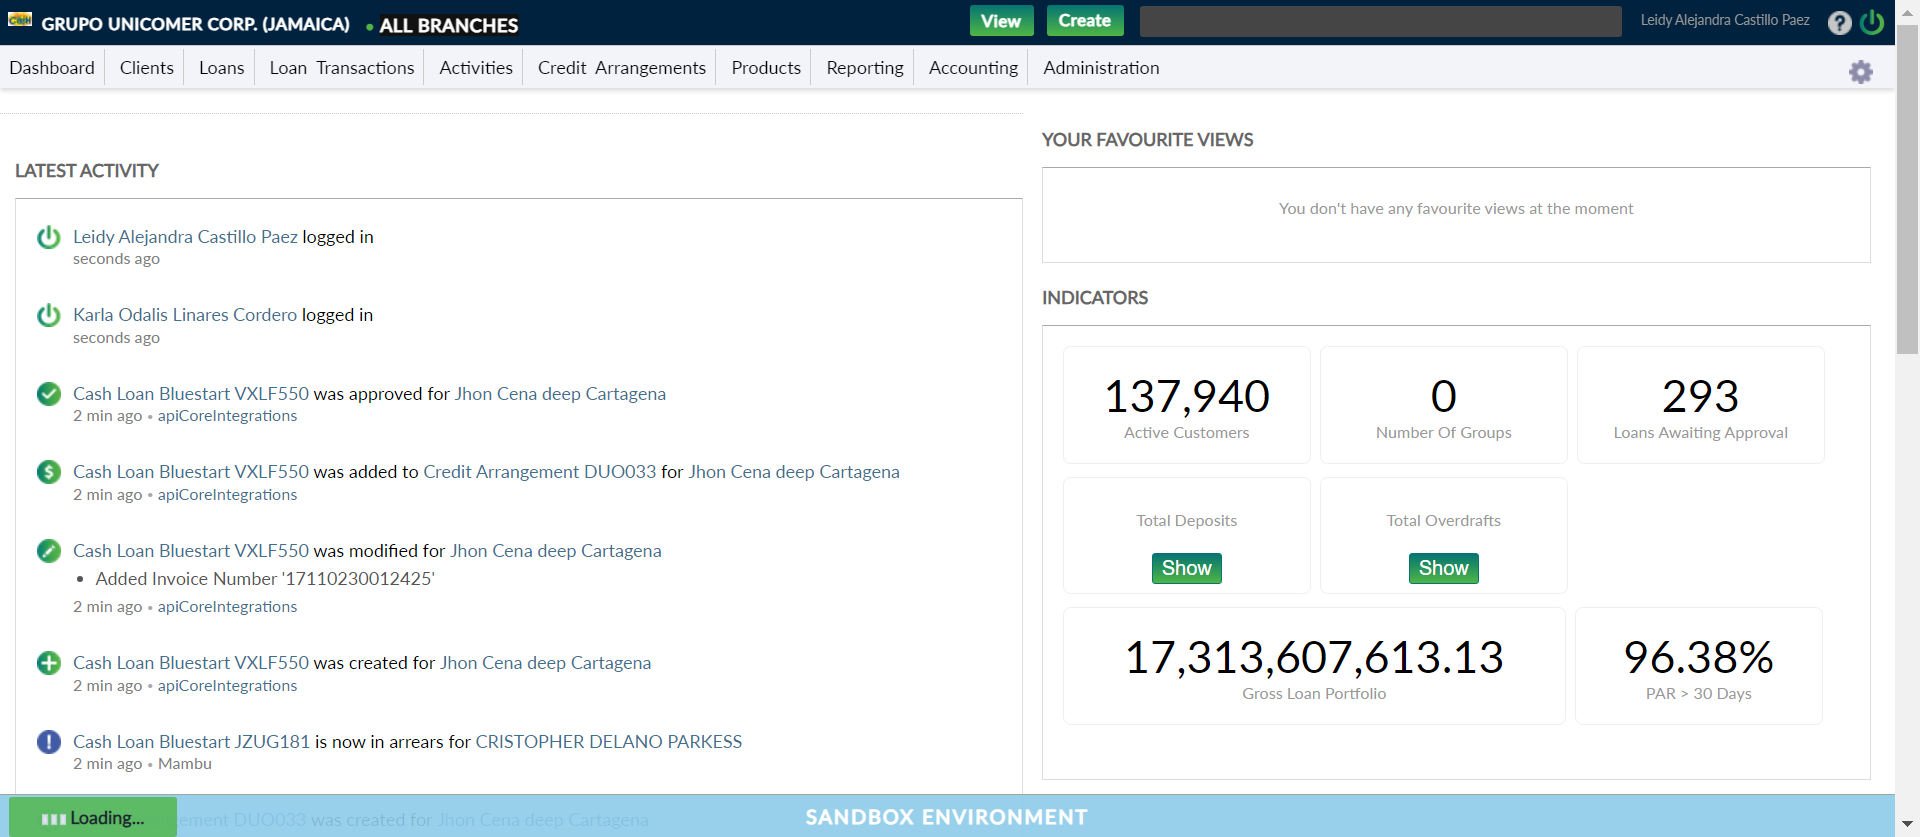 Cash
GRUPO UNICOMER CORP. (JAMAICA) • ALL BRANCHES
View
Create
Leidy Alejandra Castillo Paez
?
Dashboard
Clients
Loans
Loan Transactions
Activities
Credit Arrangements
Products
Reporting
Accounting
Administration
LATEST ACTIVITY
Leidy Alejandra Castillo Paez logged in
seconds ago
Karla Odalis Linares Cordero logged in
seconds ago
Cash Loan Bluestart VXLF550 was approved for Jhon Cena deep Cartagena
2 min ago • apiCoreIntegrations
Cash Loan Bluestart VXLF550 was added to Credit Arrangement DUO033 for Jhon Cena deep Cartagena
2 min ago • apiCoreIntegrations
Cash Loan Bluestart VXLF550 was modified for Jhon Cena deep Cartagena
• Added Invoice Number '17110230012425'
2 min ago • apiCoreIntegrations
Cash Loan Bluestart VXLF550 was created for Jhon Cena deep Cartagena
2 min ago • apiCoreIntegrations
Cash Loan Bluestart JZUG181 is now in arrears for CRISTOPHER DELANO PARKESS
2 min ago • Mambu
DUO033 was created for Jhon Cena deep Cartagena
Loading...
SANDBOX ENVIRONMENT
YOUR FAVOURITE VIEWS
You don't have any favourite views at the moment
INDICATORS
137,940
Active Customers
0
Number Of Groups
293
Loans Awaiting Approval
Total Deposits
Show
Total Overdrafts
Show
17,313,607,613.13
Gross Loan Portfolio
96.38%
PAR > 30 Days